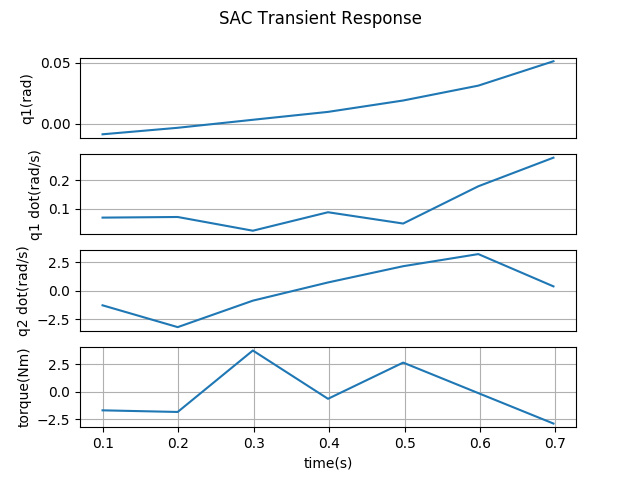 SAC Transient Response
0.05
0.00
q1(rad)
0.2
0.1
q1 dot(rad/s)
2.5
0.0
−2.5
q2 dot(rad/s)
2.5
0.0
−2.5
torque(Nm)
0.1 0.2 0.3 0.4 0.5 0.6 0.7
time(s)